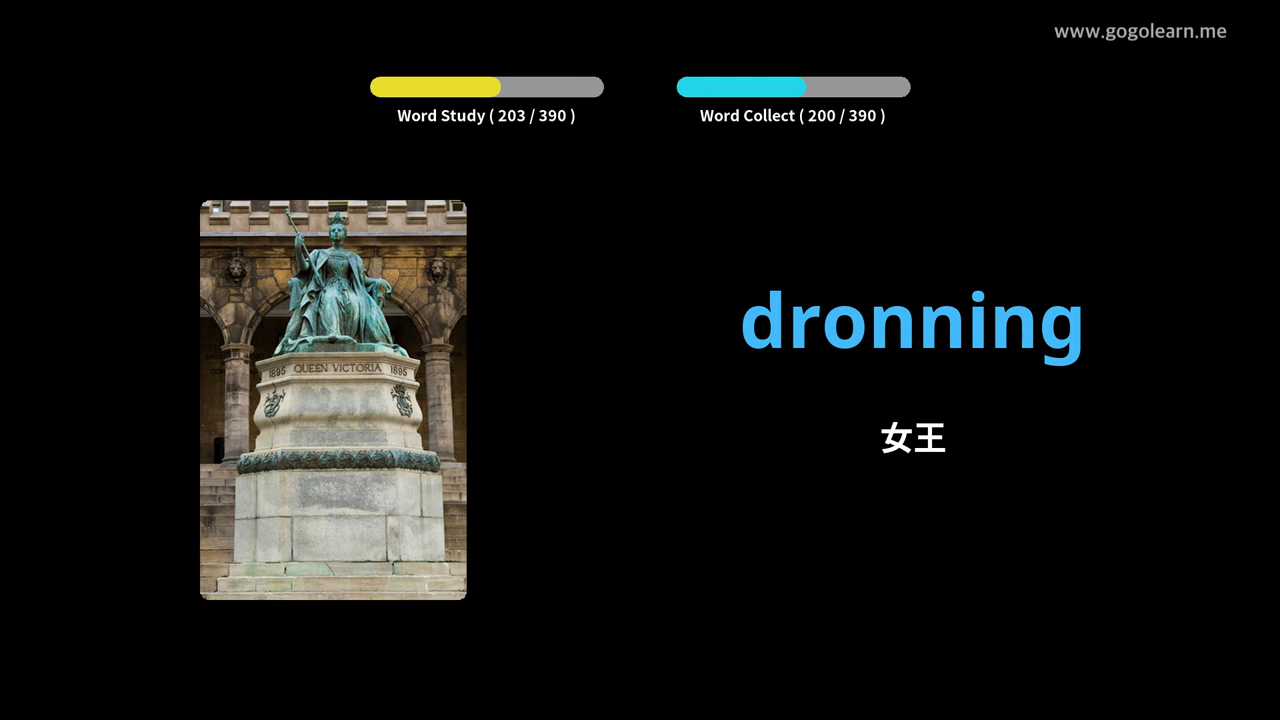 www.gogolearn.me
Word Study ( 203 / 390 )
Word Collect ( 200 / 390 )
1895 QUEEN VICTORIA 1895
dronning
女王